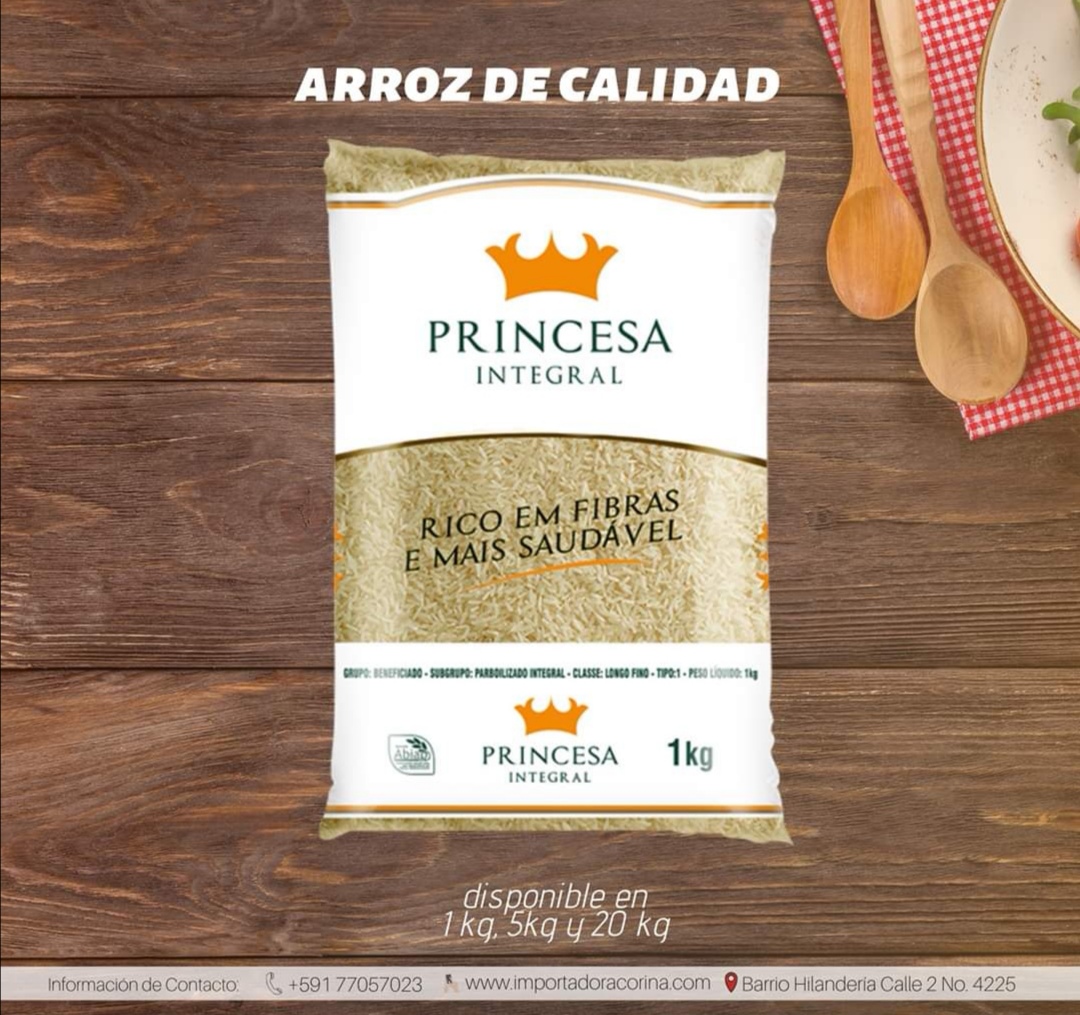 ARROZ DE CALIDAD
PRINCESA
INTEGRAL
RICO EM FIBRAS
E MAIS SAUDÁVEL
GRUPO: BENEFICIADO - SUBGRUPO: PARBOILIZADO INTEGRAL - CLASSE: LONGO FINO - TIPO:1 - PESO LÍQUIDO: 1kg
Abiap
PRINCESA
INTEGRAL
1kg
disponible en
1 kg, 5kg y 20 kg
Información de Contacto: +591 77057023 www.importadoracorina.com Barrio Hilandería Calle 2 No. 4225